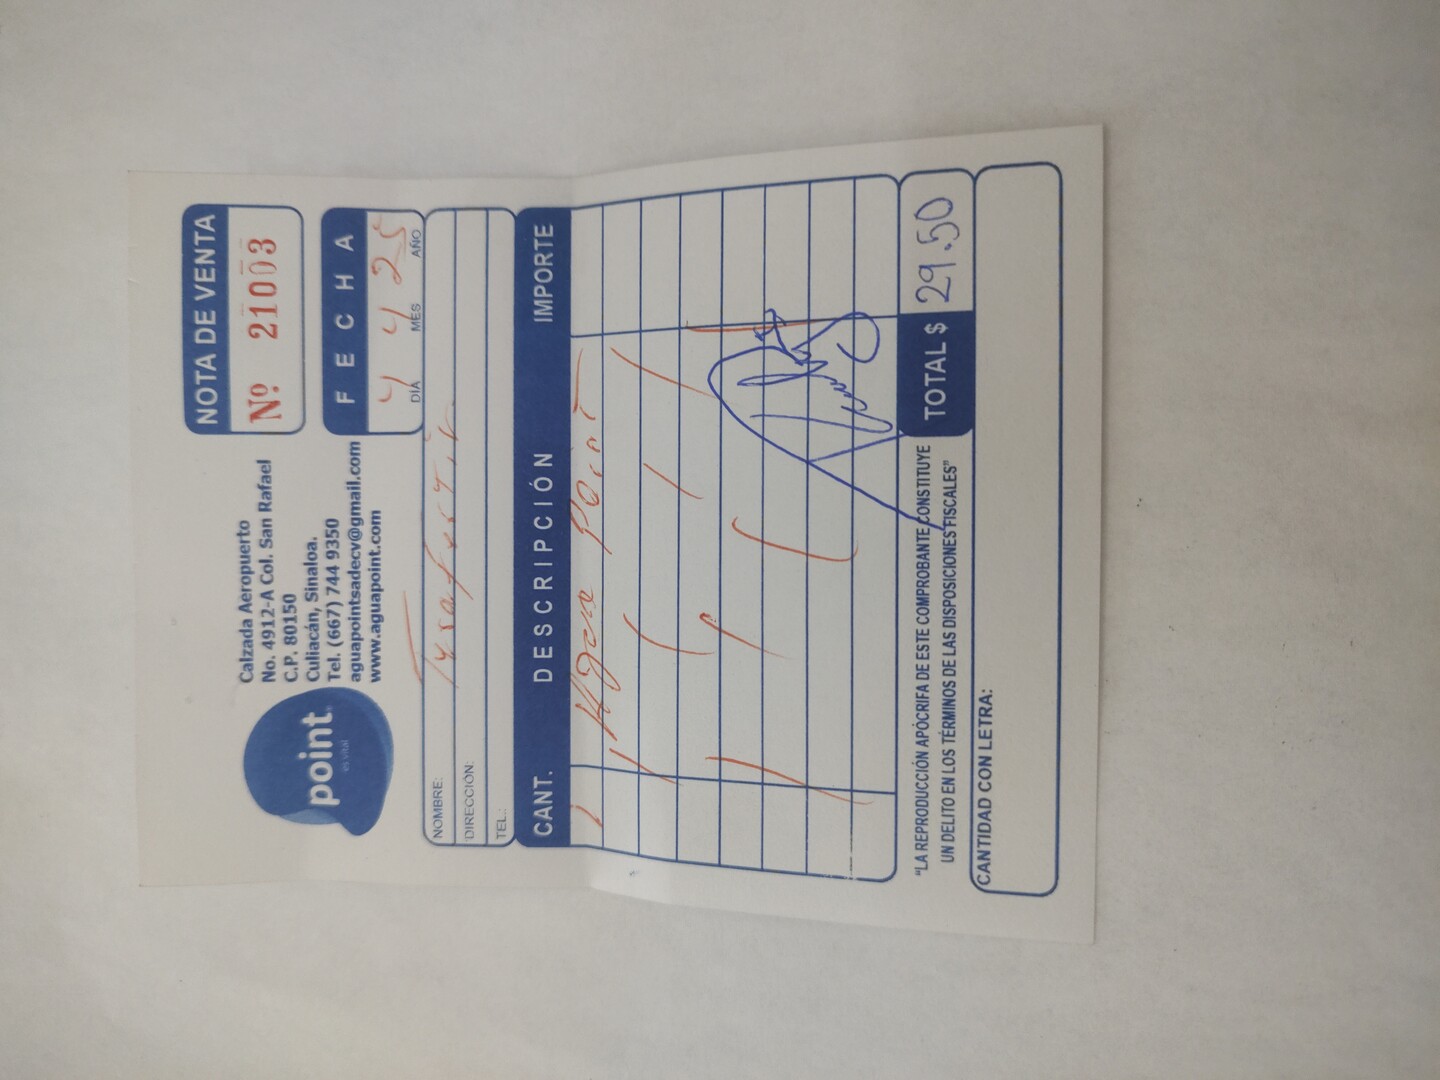 point
es vital
Calzada Aeropuerto
No. 4912-A Col. San Rafael
C.P. 80150
Culiacán, Sinaloa.
Tel. (667) 744 9350
aguapointsadecv@gmail.com
www.aguapoint.com
NOTA DE VENTA
Nº 21003
FECHA
4 4 25
DIA MES AÑO
NOMBRE:
DIRECCIÓN:
TEL.:
CANT. DESCRIPCIÓN IMPORTE
1 Agua Point
TOTAL $ 29.50
"LA REPRODUCCIÓN APÓCRIFA DE ESTE COMPROBANTE CONSTITUYE
UN DELITO EN LOS TÉRMINOS DE LAS DISPOSICIONES FISCALES"
CANTIDAD CON LETRA: